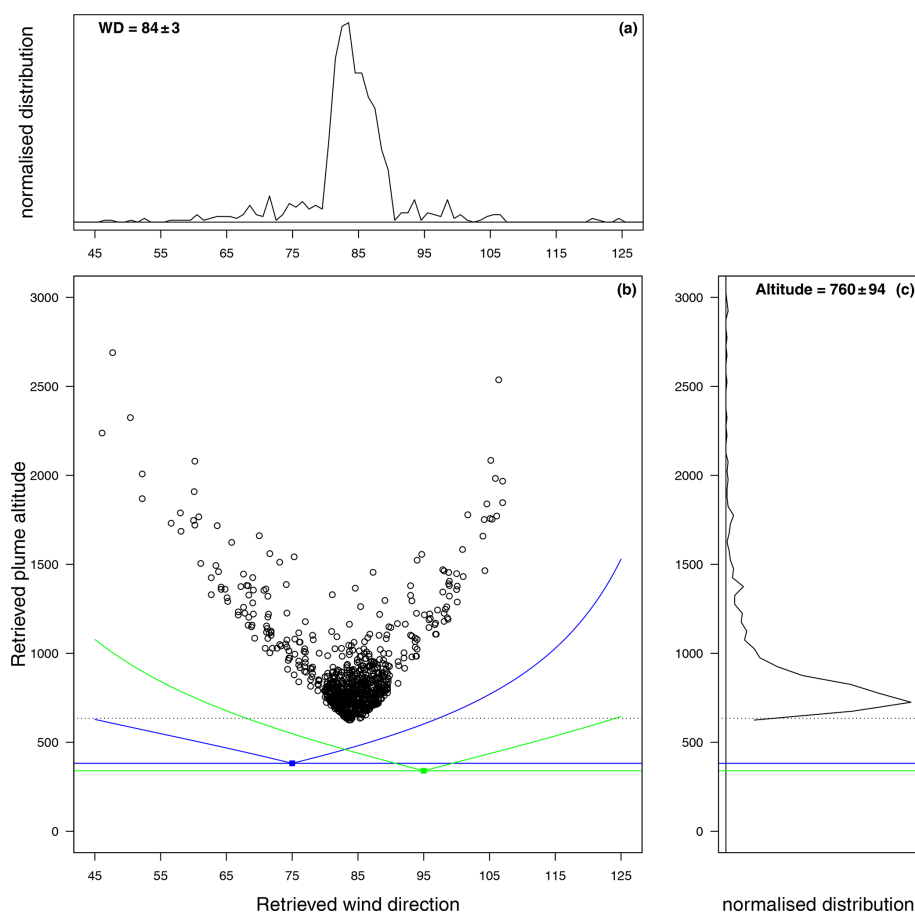 WD = 84±3
(a)
normalised distribution
45 55 65 75 85 95 105 115 125
(b)
3000
2500
2000
1500
1000
500
0
Retrieved plume altitude
45 55 65 75 85 95 105 115 125
Retrieved wind direction
Altitude = 760±94 (c)
3000
2500
2000
1500
1000
500
0
normalised distribution